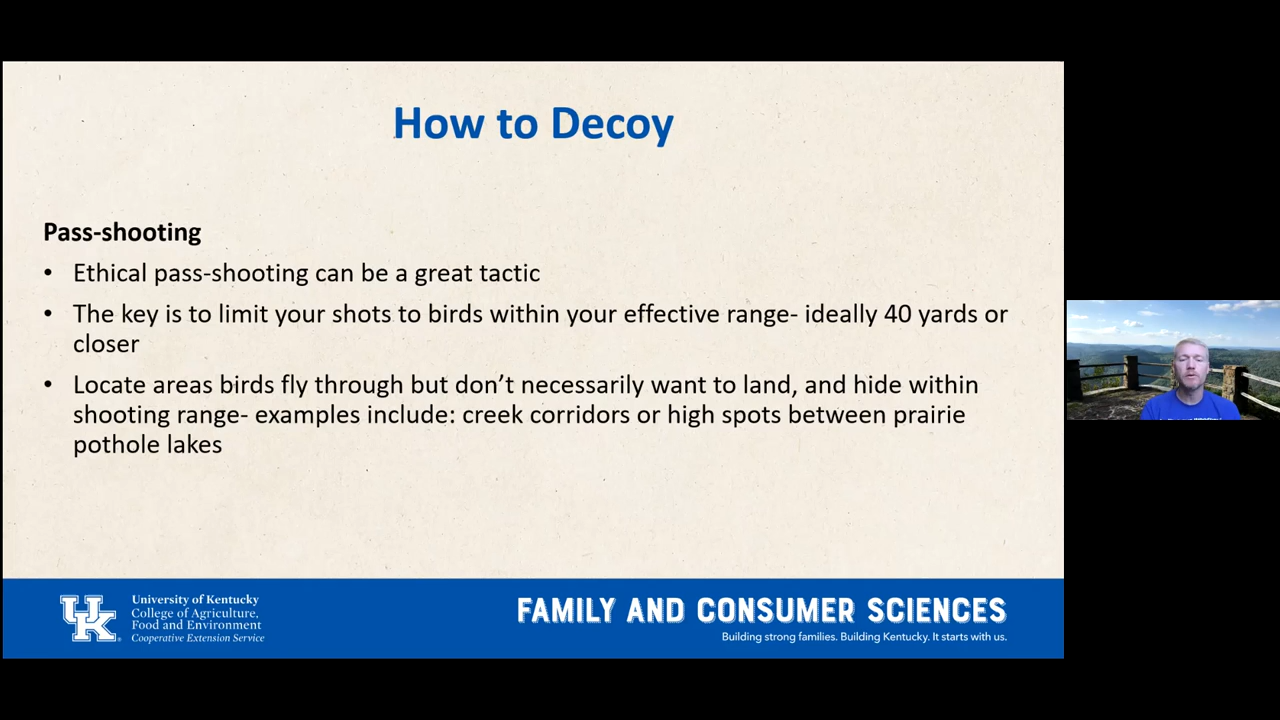 How to Decoy
Pass-shooting
• Ethical pass-shooting can be a great tactic
• The key is to limit your shots to birds within your effective range- ideally 40 yards or
closer
• Locate areas birds fly through but don’t necessarily want to land, and hide within
shooting range- examples include: creek corridors or high spots between prairie
pothole lakes
UK
University of Kentucky
College of Agriculture,
Food and Environment
Cooperative Extension Service
FAMILY AND CONSUMER SCIENCES
Building strong families. Building Kentucky. It starts with us.